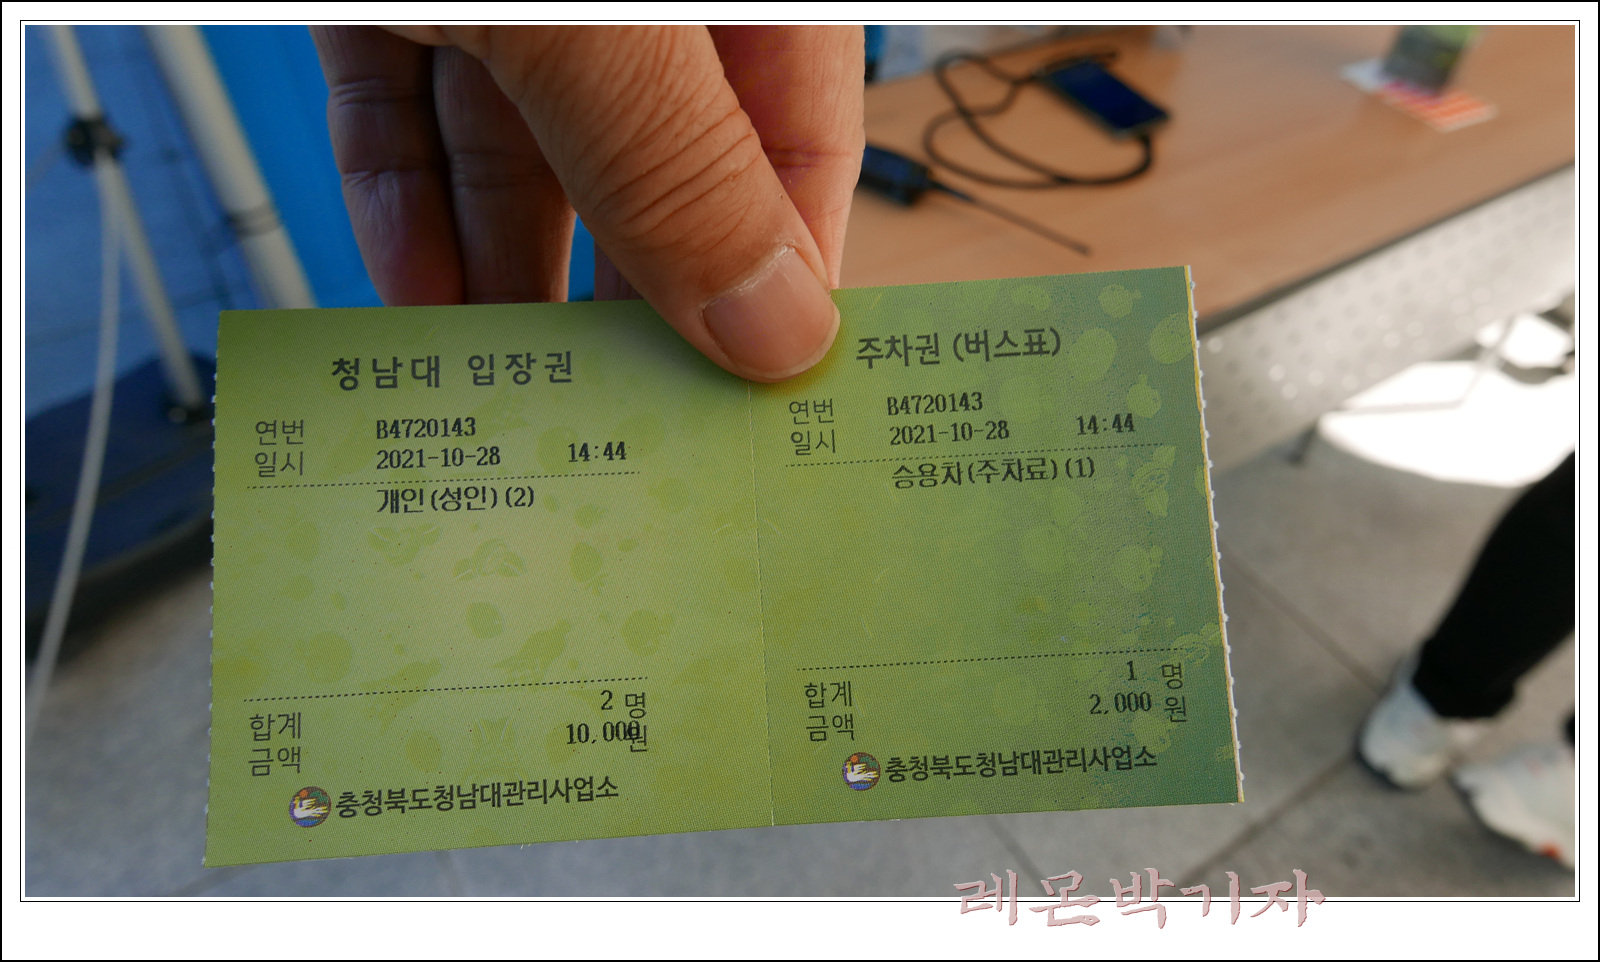 청남대 입장권
연번 B4720143
일시 2021-10-28 14:44
개인(성인)(2)
합계 2 명
금액 10,000원
충청북도청남대관리사업소
주차권 (버스표)
연번 B4720143
일시 2021-10-28 14:44
승용차(주차료)(1)
합계 1 명
금액 2,000 원
충청북도청남대관리사업소
레몬박기자